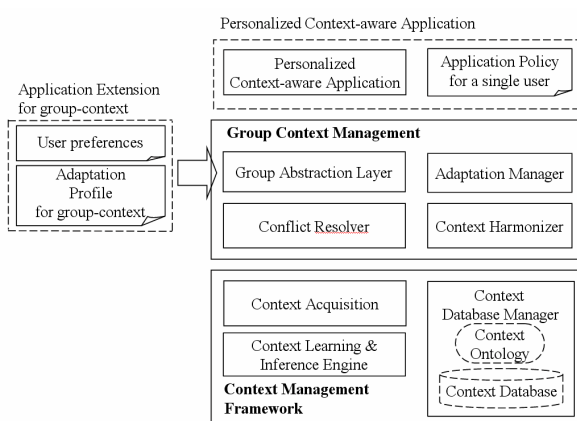 Personalized Context-aware Application
Personalized
Context-aware Application
Application Policy
for a single user
Application Extension
for group-context
User preferences
Adaptation
Profile
for group-context
Group Context Management
Group Abstraction Layer
Adaptation Manager
Conflict Resolver
Context Harmonizer
Context Acquisition
Context Learning &
Inference Engine
Context Management
Framework
Context
Database Manager
Context
Ontology
Context Database